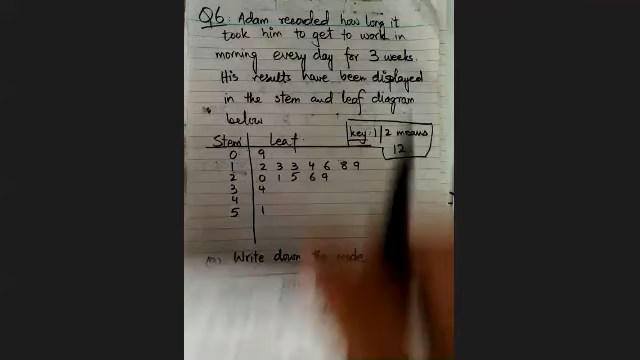 Q6: Adam recorded how long it
took him to get to work in
morning every day for 3 weeks.
His results have been displayed
in the stem and leaf diagram
below
key: 1|2 means
12
Stem Leaf
0 9
1 2 3 3 4 6 8 9
2 0 1 5 6 9
3 4
4
5 1
Write down the mode